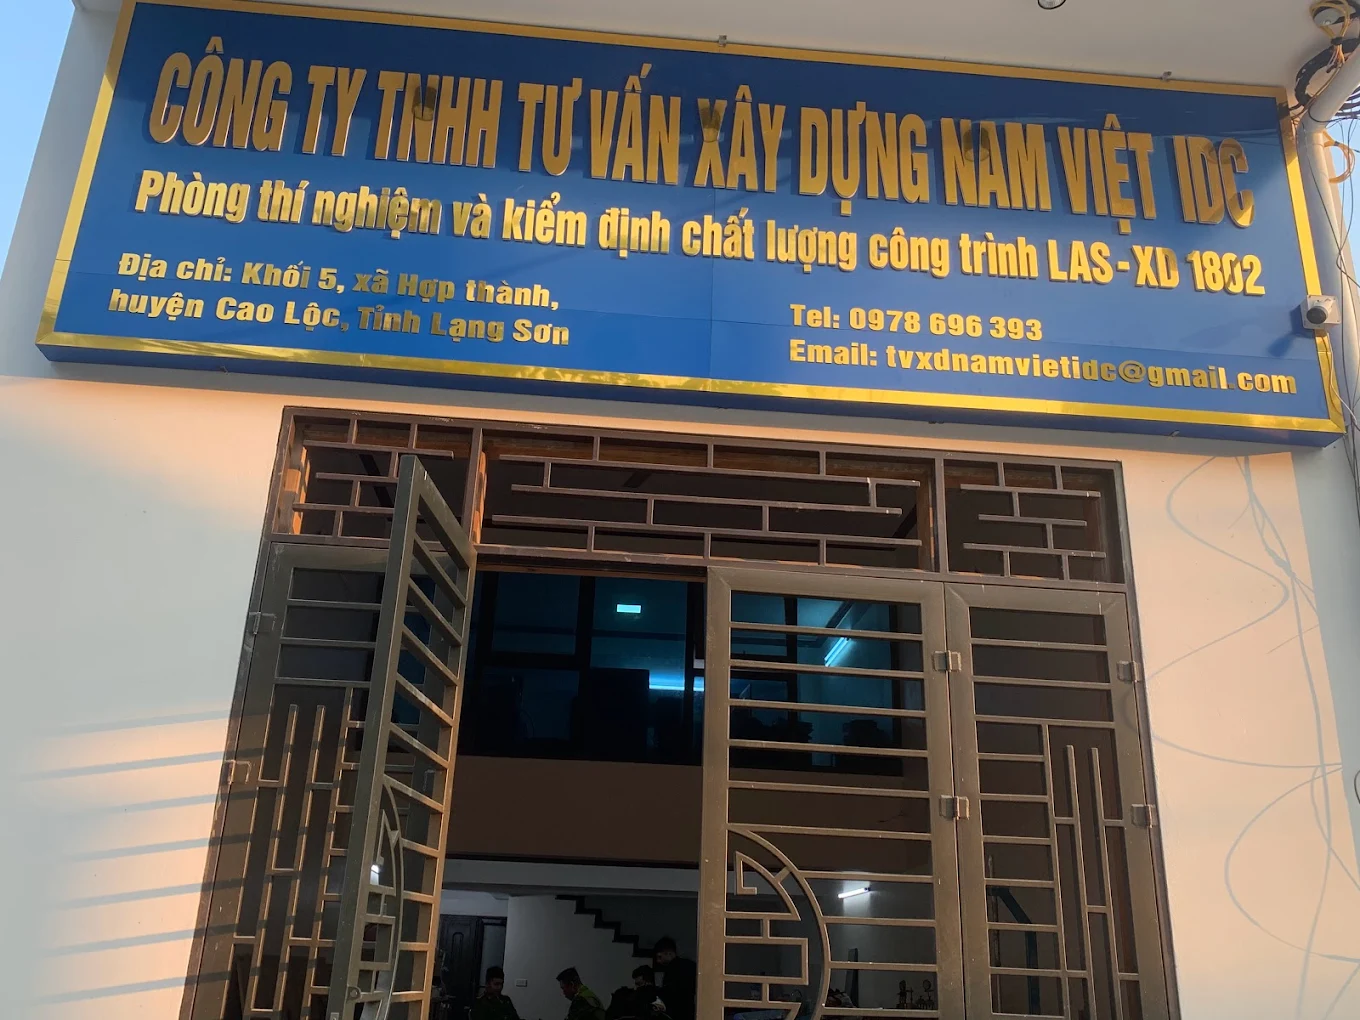 CÔNG TY TNHH TƯ VẤN XÂY DỰNG NAM VIỆT IDC
Phòng thí nghiệm và kiểm định chất lượng công trình LAS-XD 1802
Địa chỉ: Khối 5, xã Hợp thành,
huyện Cao Lộc, Tỉnh Lạng Sơn
Tel: 0978 696 393
Email: tvxdnamvietidc@gmail.com